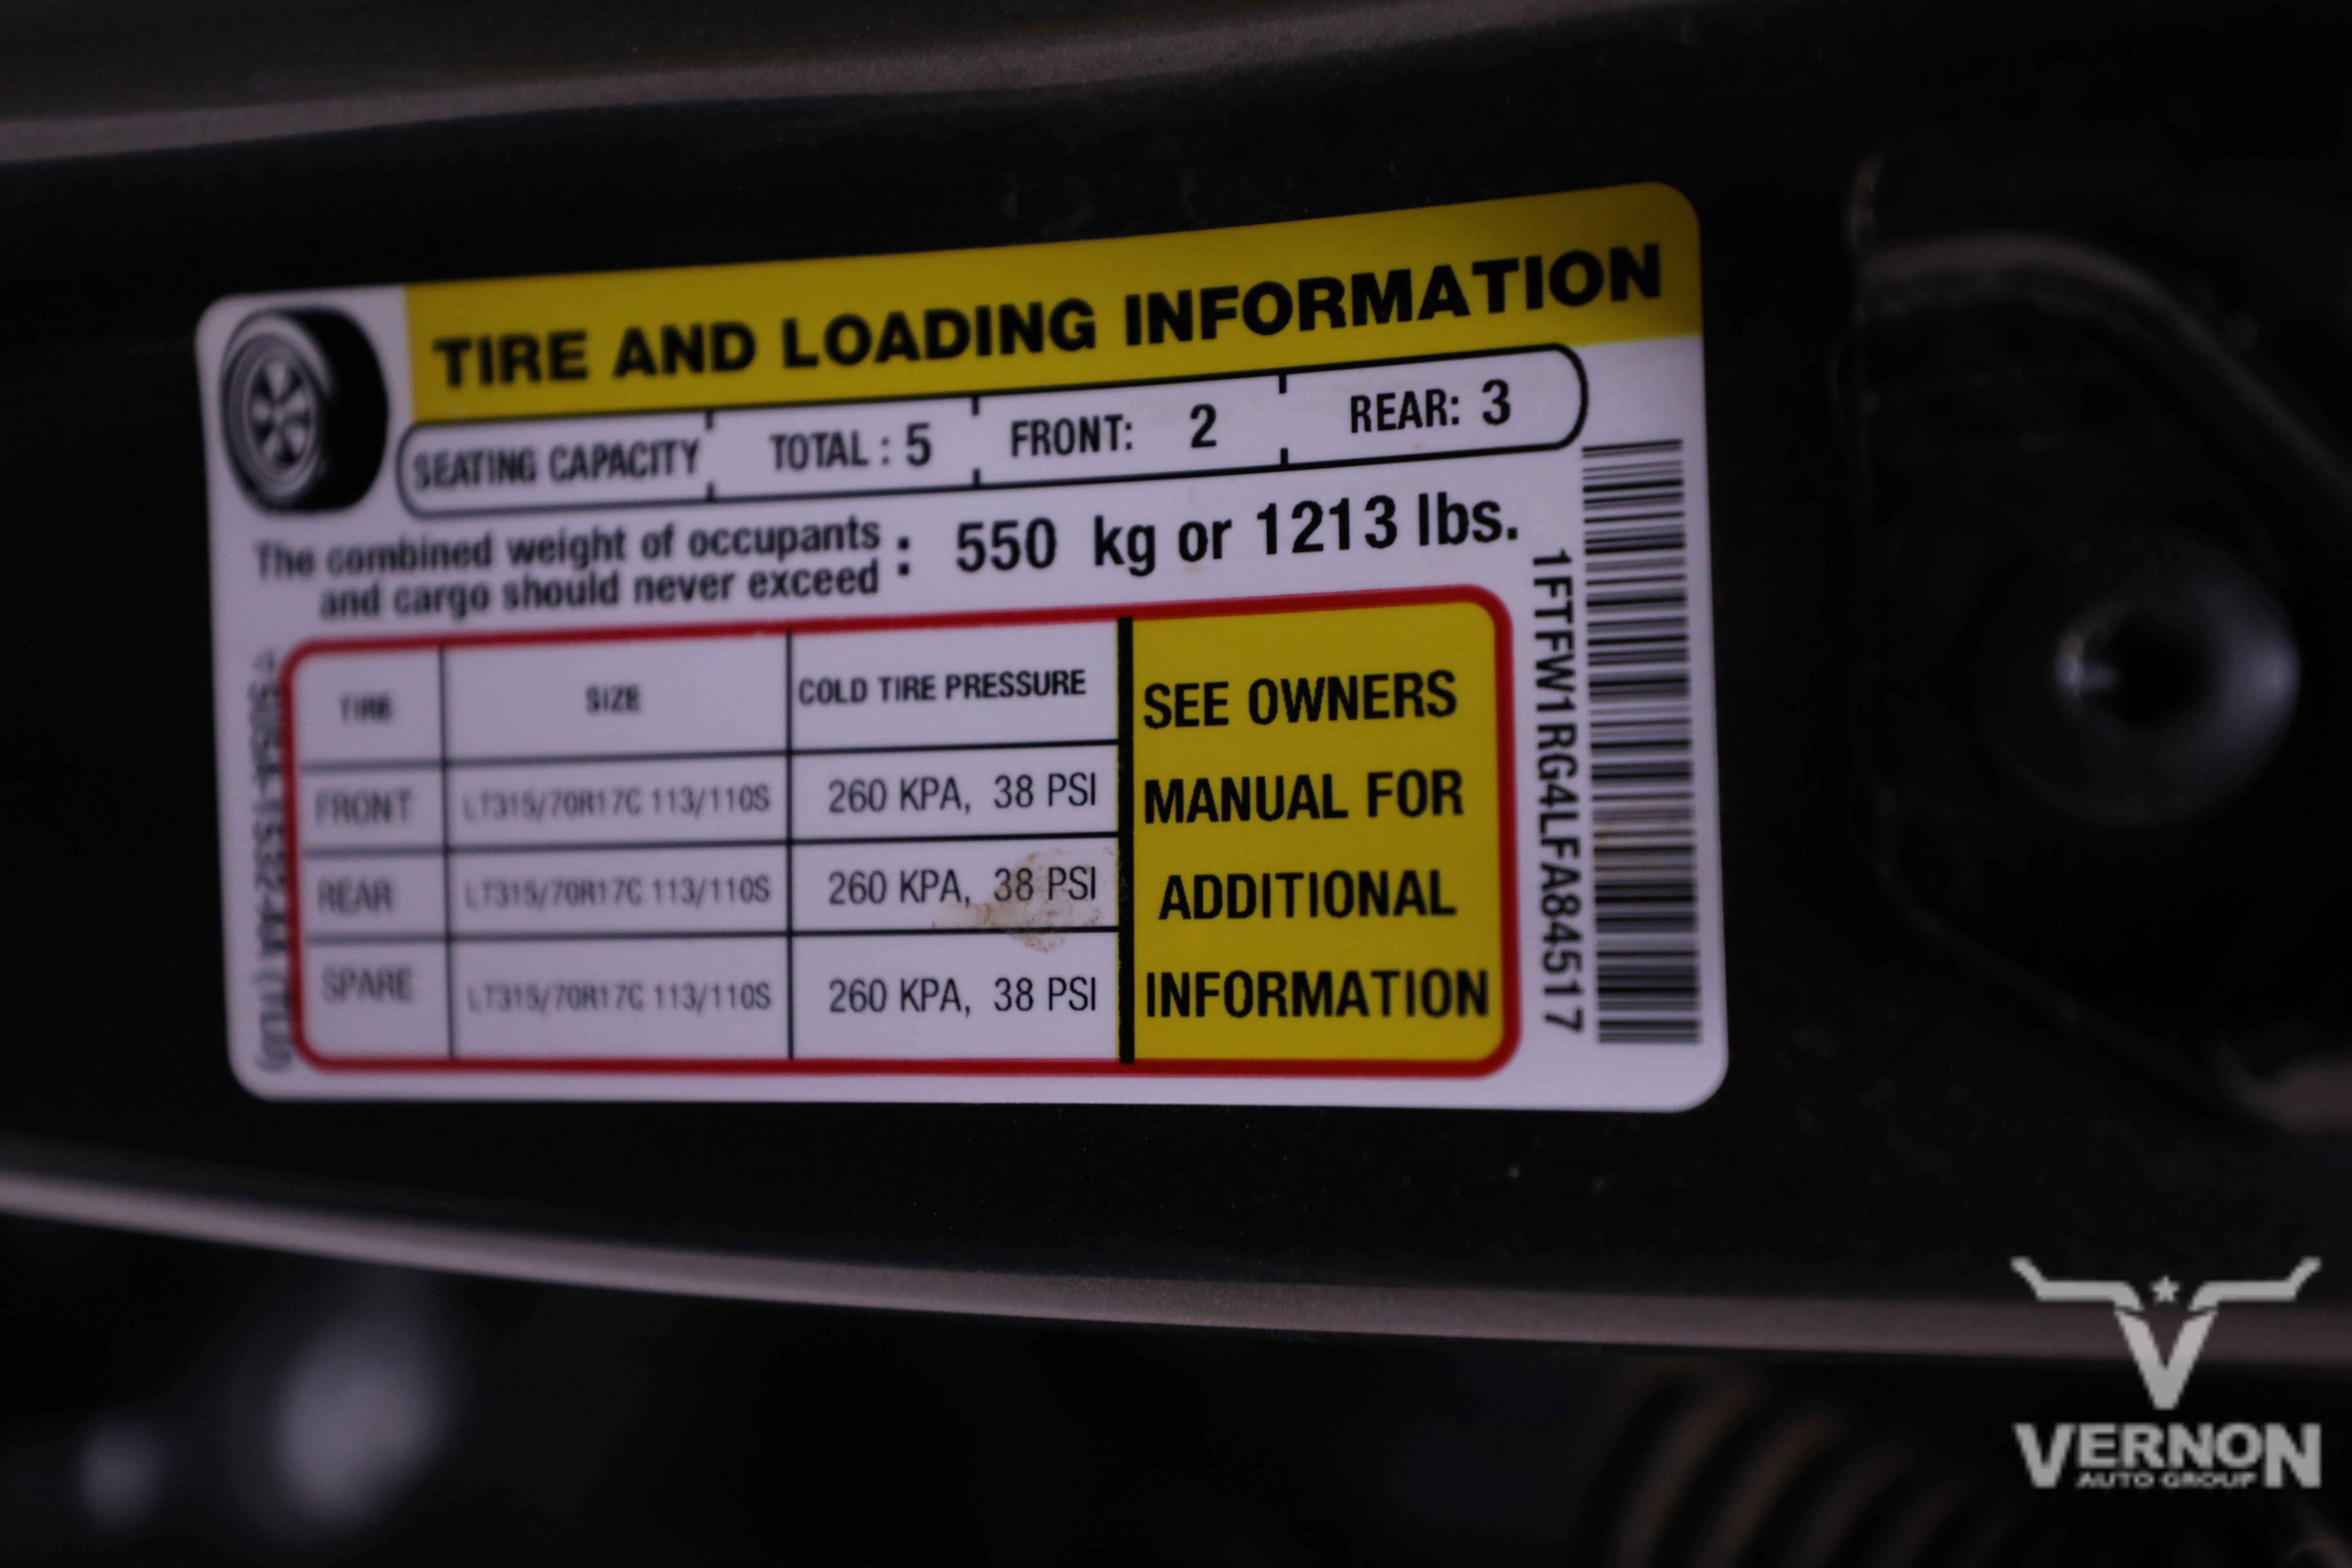 TIRE AND LOADING INFORMATION
SEATING CAPACITY TOTAL : 5 FRONT: 2 REAR: 3
The combined weight of occupants
and cargo should never exceed : 550 kg or 1213 lbs.
TIRE SIZE COLD TIRE PRESSURE
FRONT LT315/70R17C 113/110S 260 KPA, 38 PSI
REAR LT315/70R17C 113/110S 260 KPA, 38 PSI
SPARE LT315/70R17C 113/110S 260 KPA, 38 PSI
SEE OWNERS
MANUAL FOR
ADDITIONAL
INFORMATION
1FTFW1RG4LFA84517
VERNON
AUTO GROUP